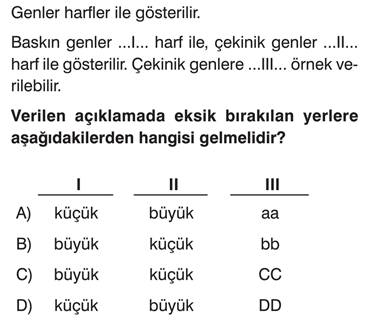 Genler harfler ile gösterilir.
Baskın genler ...I... harf ile, çekinik genler ...II...
harf ile gösterilir. Çekinik genlere ...III... örnek ve-
rilebilir.
Verilen açıklamada eksik bırakılan yerlere
aşağıdakilerden hangisi gelmelidir?
I II III
A) küçük büyük aa
B) büyük küçük bb
C) büyük küçük CC
D) küçük büyük DD